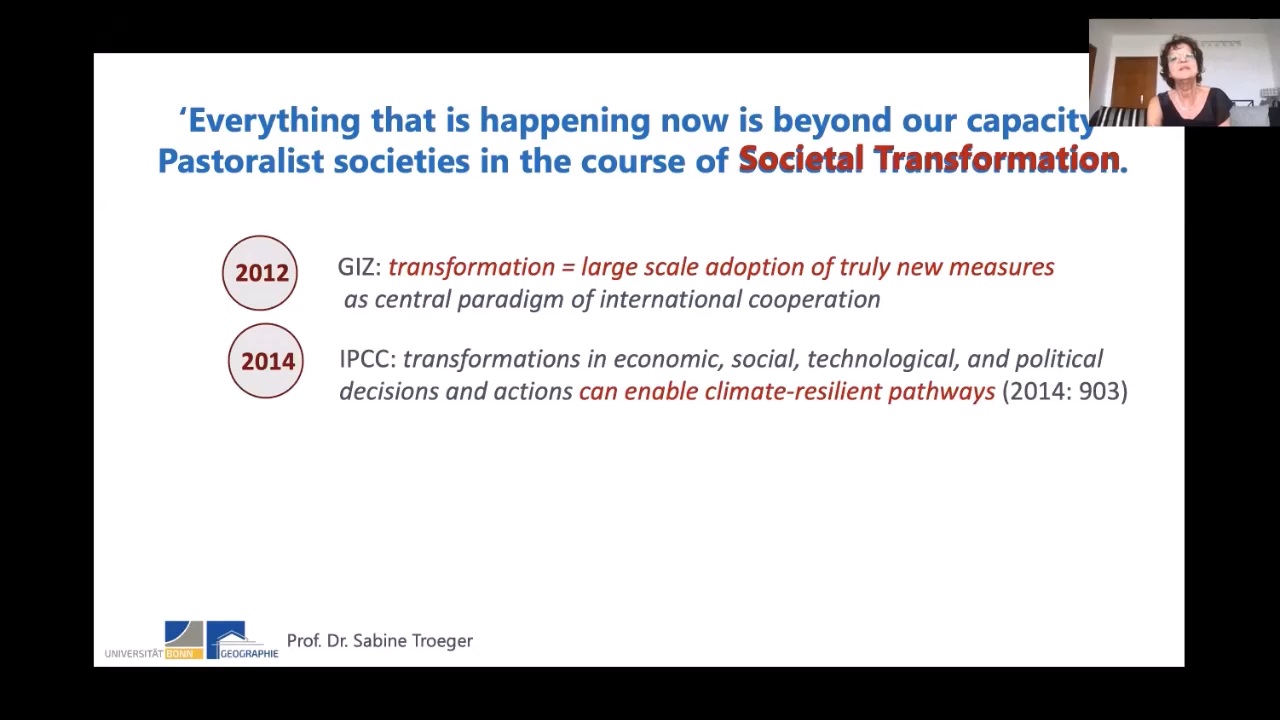 ‘Everything that is happening now is beyond our capacity
Pastoralist societies in the course of Societal Transformation.
2012
GIZ: transformation = large scale adoption of truly new measures
as central paradigm of international cooperation
2014
IPCC: transformations in economic, social, technological, and political
decisions and actions can enable climate-resilient pathways (2014: 903)
UNIVERSITÄT BONN GEOGRAPHIE
Prof. Dr. Sabine Troeger